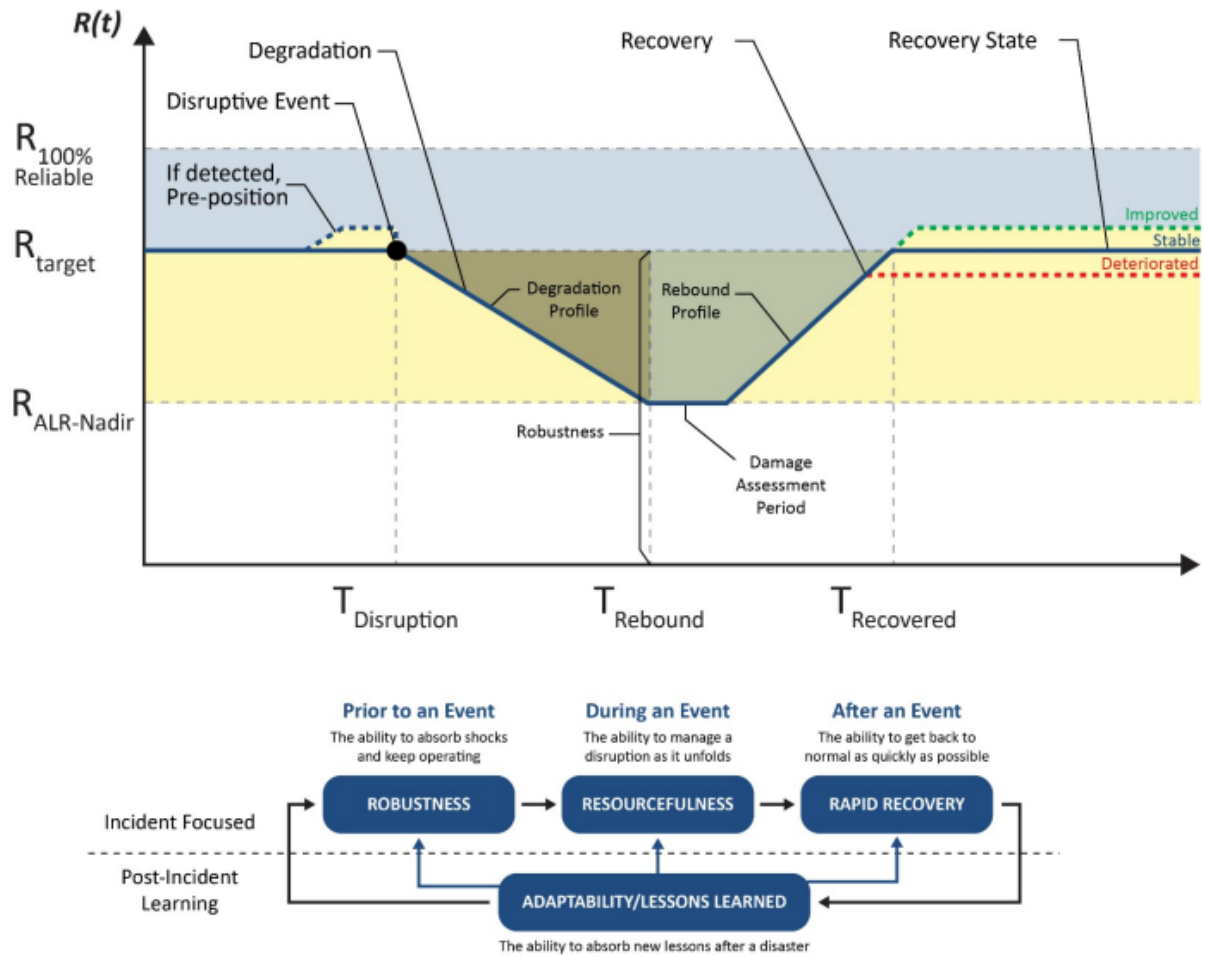 R(t)
Degradation
Recovery
Recovery State
Disruptive Event
R100%
Reliable
If detected,
Pre-position
Improved
Rtarget
Stable
Deteriorated
Degradation
Profile
Rebound
Profile
RALR-Nadir
Robustness
Damage
Assessment
Period
TDisruption
TRebound
TRecovered
Prior to an Event
The ability to absorb shocks
and keep operating
During an Event
The ability to manage a
disruption as it unfolds
After an Event
The ability to get back to
normal as quickly as possible
ROBUSTNESS
RESOURCEFULNESS
RAPID RECOVERY
Incident Focused
Post-Incident
Learning
ADAPTABILITY/LESSONS LEARNED
The ability to absorb new lessons after a disaster